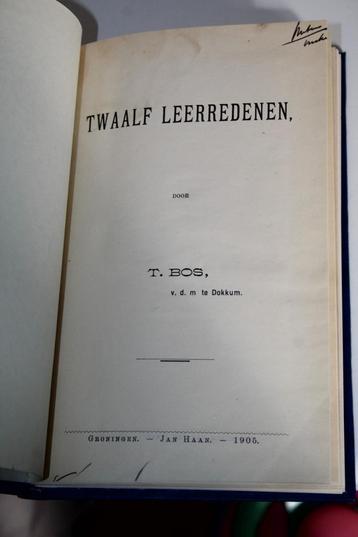 TWAALF LEERREDENEN,
DOOR
T. BOS,
v. d. m te Dokkum.
GRONINGEN. — JAN HAAN. — 1905.